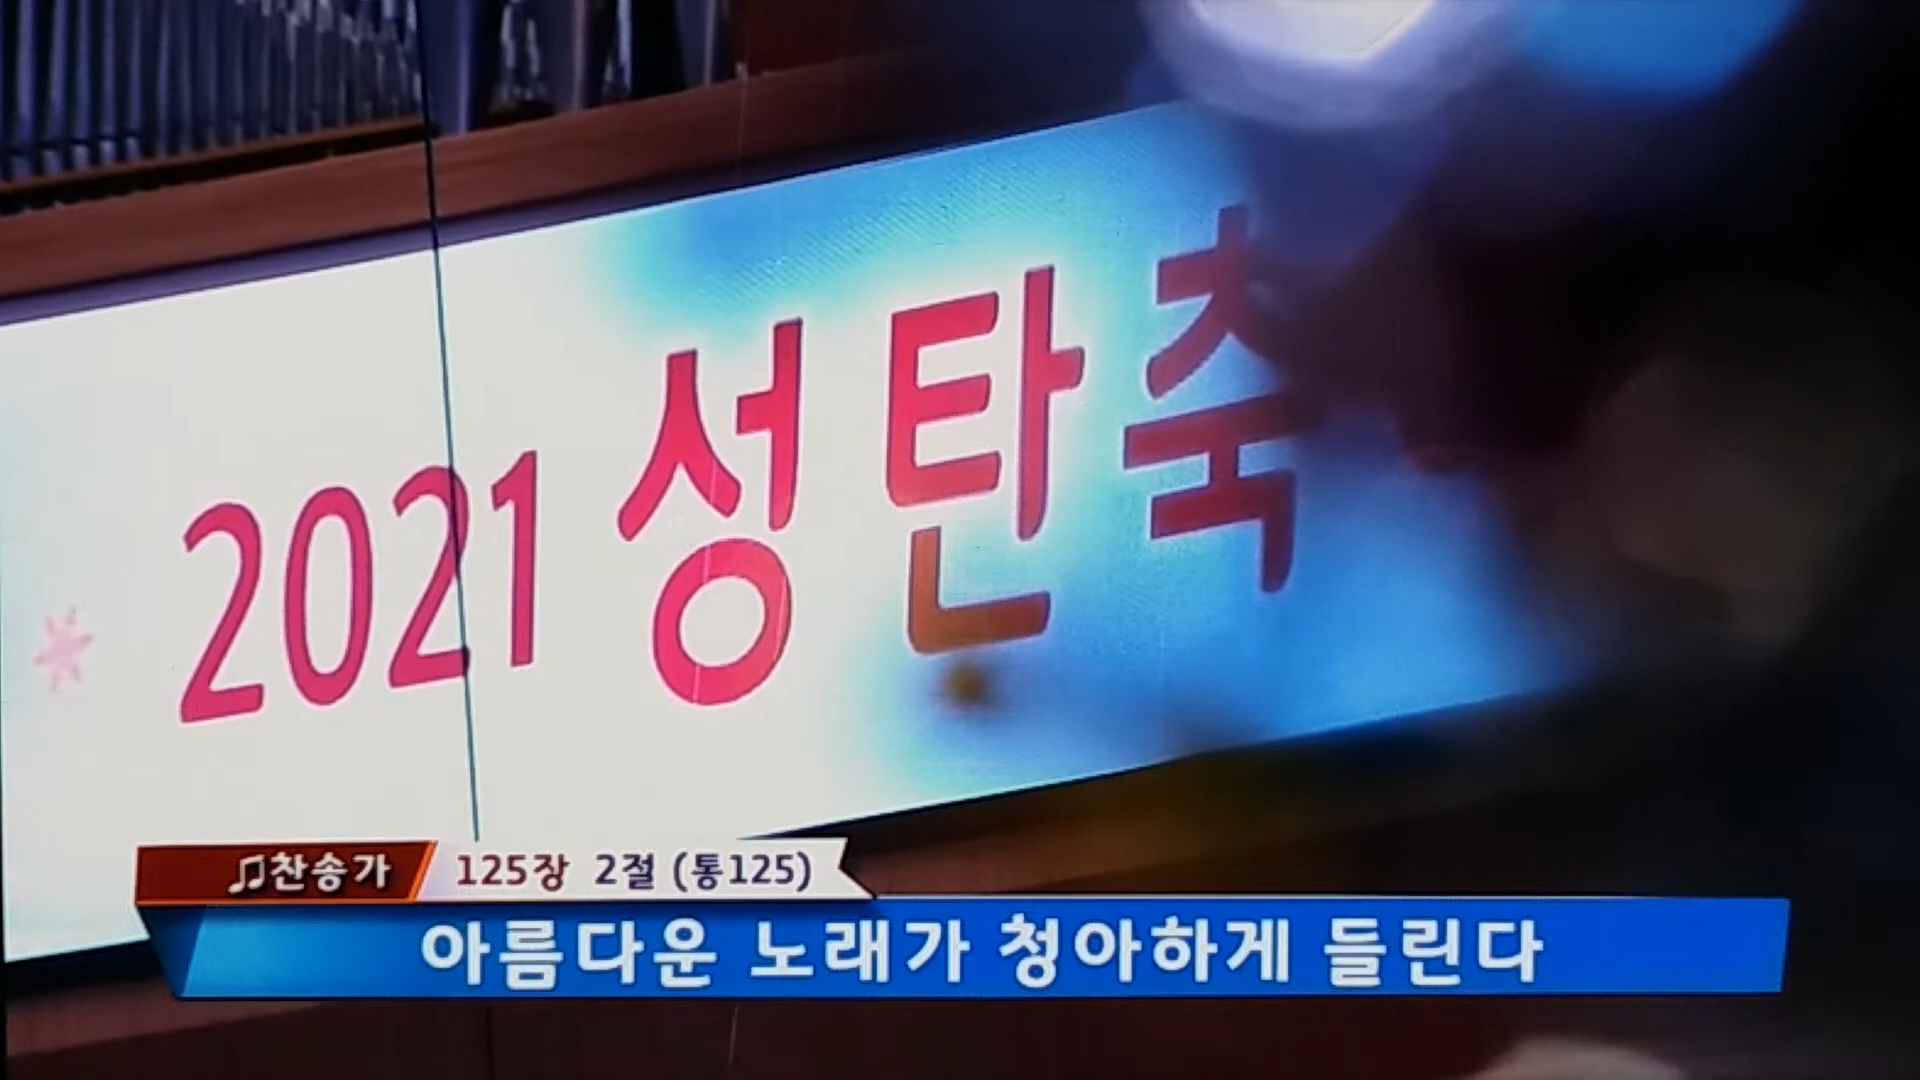 2021 성탄축
♫찬송가 125장 2절 (통125)
아름다운 노래가 청아하게 들린다